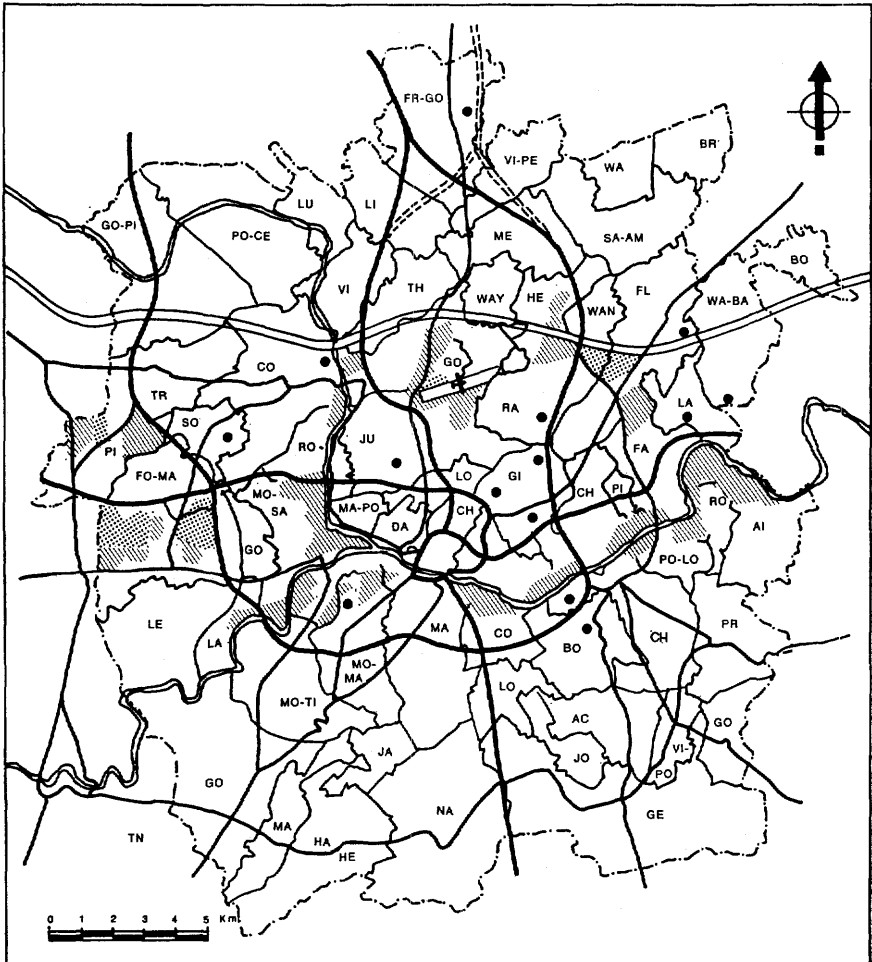 FR-GO
VI-PE
WA
BR
LU
LI
GO-PI
PO-CE
ME
SA-AM
BO
VI
TH
WAY
HE
WAN
FL
WA-BA
CO
GO
TR
SO
RA
LA
PI
FO-MA
RO-
JU
LO
GI
FA
MO-
SA
MA-PO
DA
CH
CH
PI
RO
AI
GO
PO-LO
LE
LA
MA
CO
BO
CH
PR
MO-
MA
LO
MO-TI
AC
GO
JA
JO
VI-
PO
GO
NA
GE
TN
MA
HA
HE
0 1 2 3 4 5 Km.